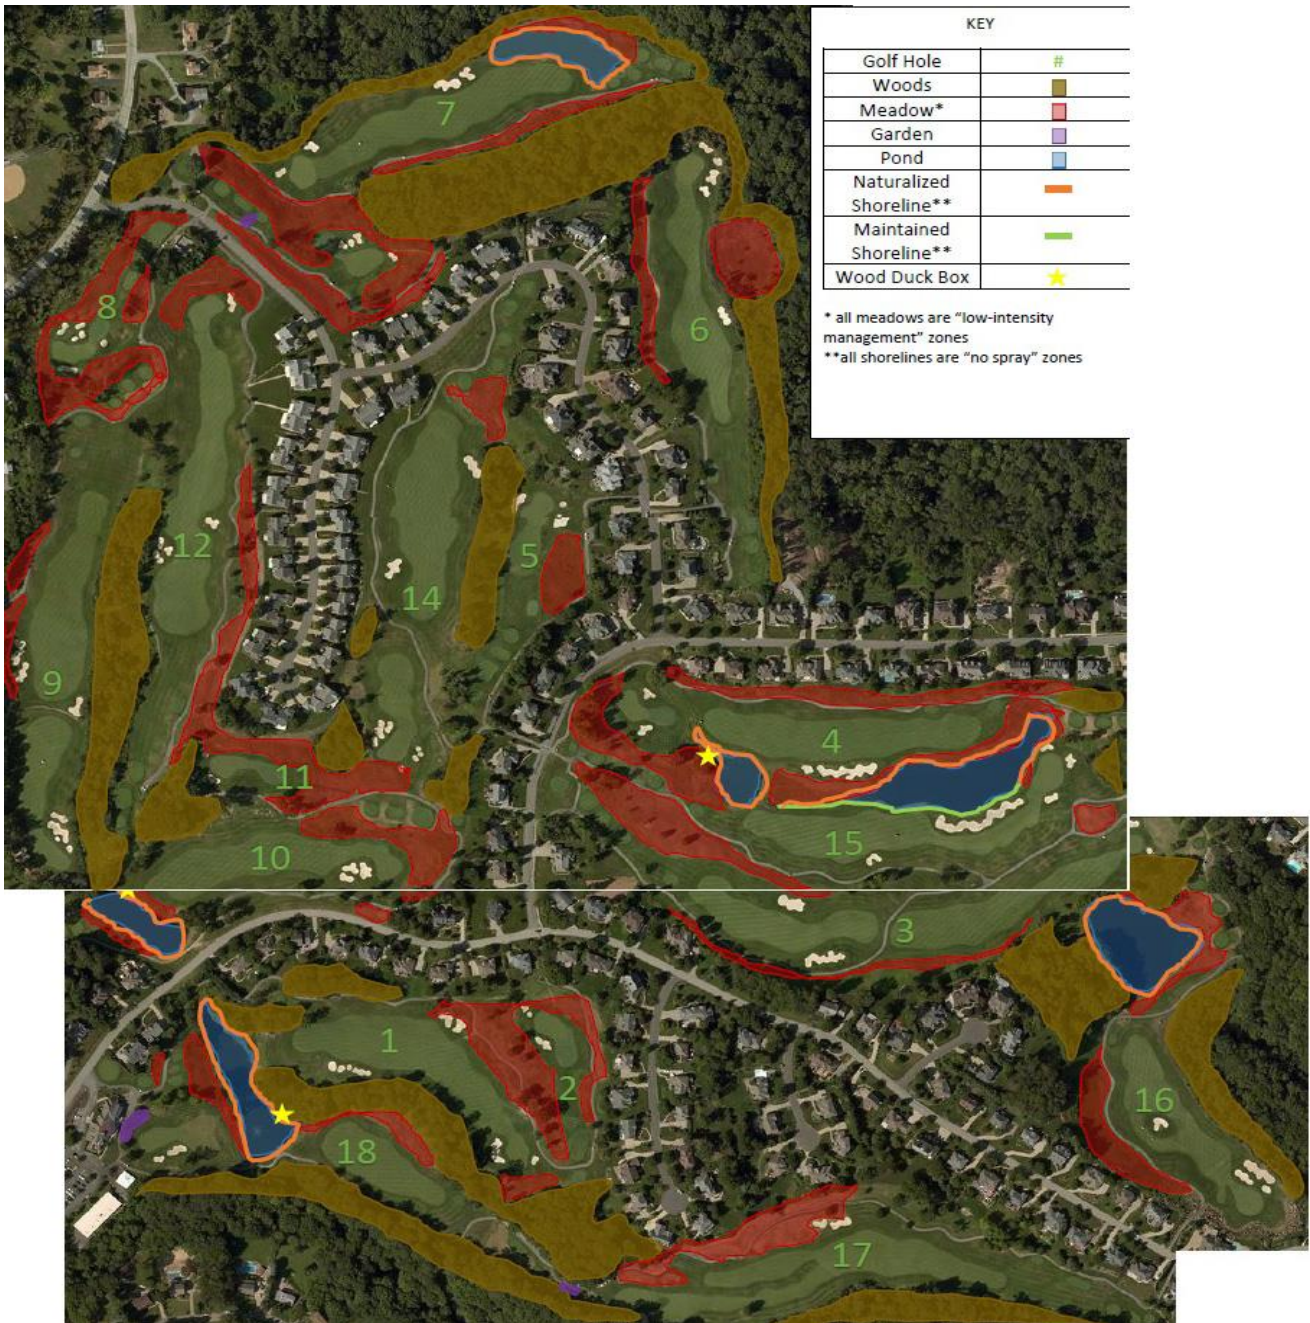 KEY
Golf Hole #
Woods
Meadow*
Garden
Pond
Naturalized
Shoreline**
Maintained
Shoreline**
Wood Duck Box
* all meadows are “low-intensity
management” zones
**all shorelines are “no spray” zones
7
8
6
12
5
14
9
4
11
15
10
3
1
2
16
18
17